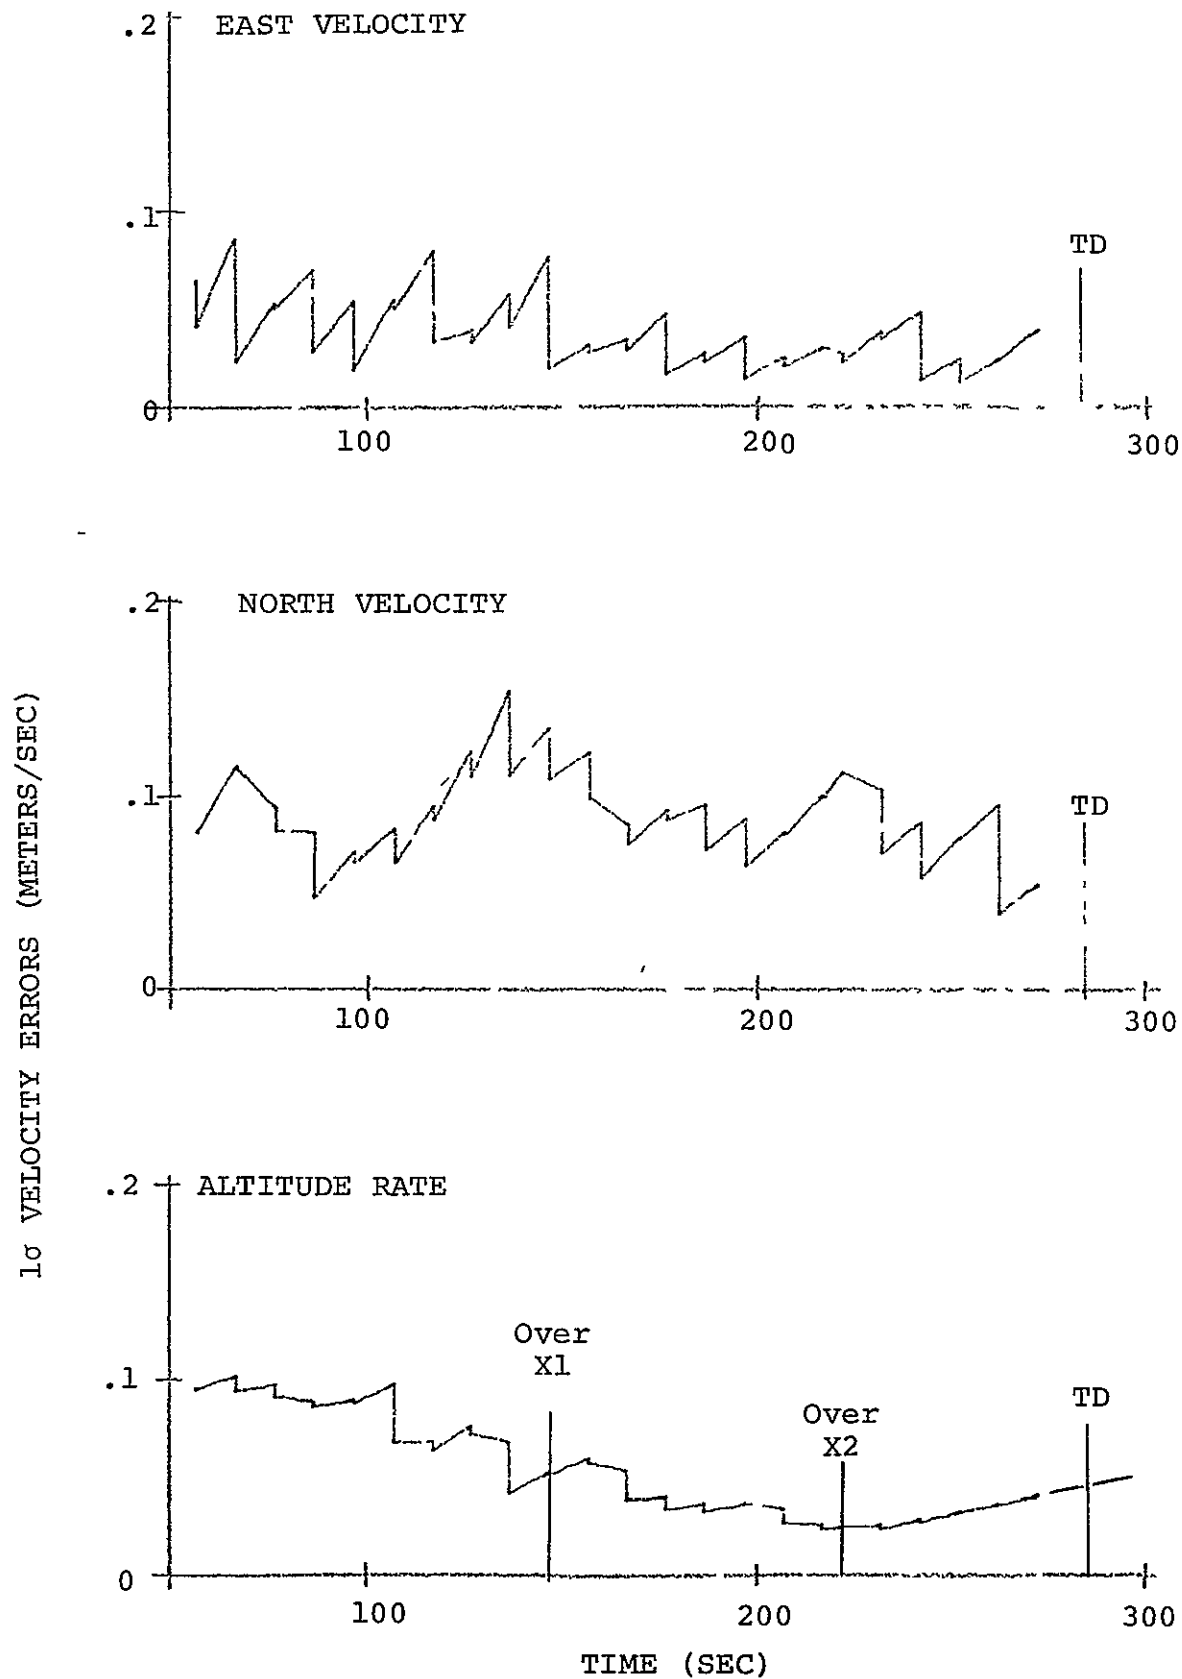 .2 EAST VELOCITY
.1
TD
0
100 200 300
.2 NORTH VELOCITY
.1
TD
0
100 200 300
1σ VELOCITY ERRORS (METERS/SEC)
.2 ALTITUDE RATE
Over
X1
.1
Over
X2
TD
0
100 200 300
TIME (SEC)